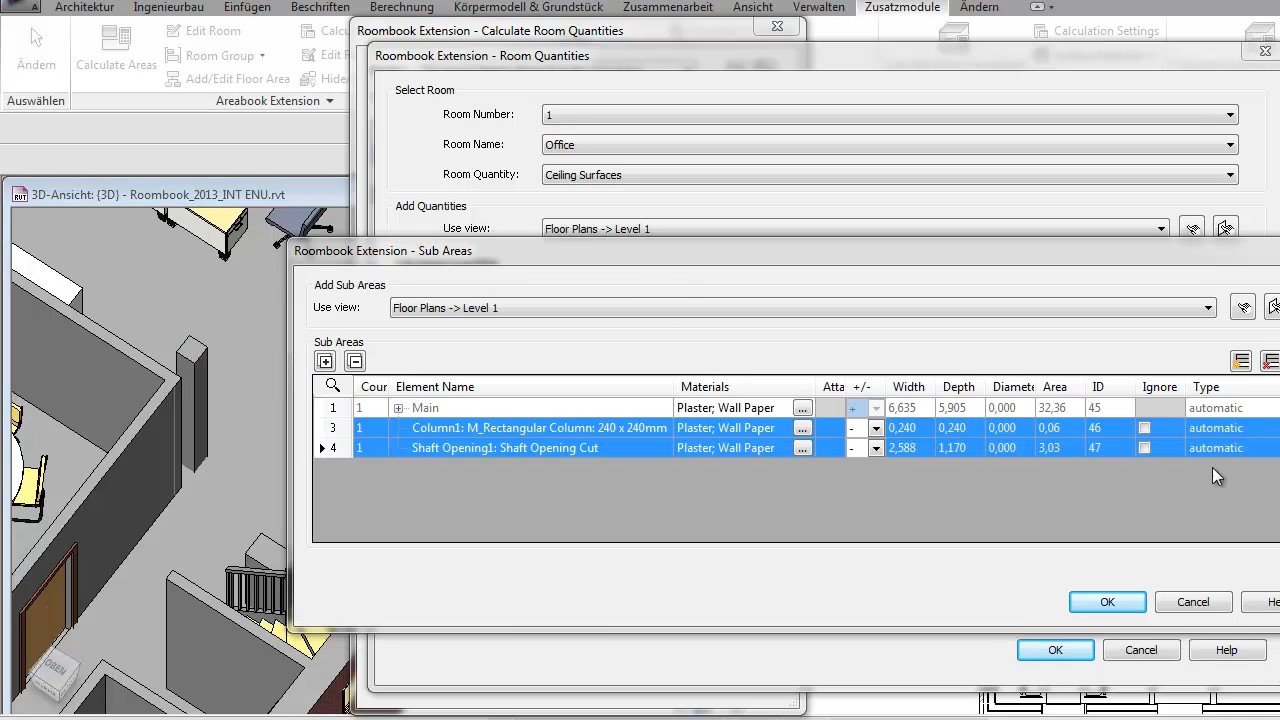 Architektur Ingenieurbau Einfügen Beschriften Berechnung Körpermodell & Grundstück Zusammenarbeit Ansicht Verwalten Zusatzmodule Ändern
Ändern
Calculate Areas
Edit Room
Room Group
Add/Edit Floor Area
Calcu
Edit R
Hide
Calculation Settings
Auswählen
Areabook Extension
3D-Ansicht: {3D} - Roombook_2013_INT ENU.rvt
OBEN
Roombook Extension - Calculate Room Quantities
Roombook Extension - Room Quantities
Select Room
Room Number: 1
Room Name: Office
Room Quantity: Ceiling Surfaces
Add Quantities
Use view: Floor Plans -> Level 1
Roombook Extension - Sub Areas
Add Sub Areas
Use view: Floor Plans -> Level 1
Sub Areas
Cour Element Name Materials Atta +/- Width Depth Diamete Area ID Ignore Type
1 1 Main Plaster; Wall Paper ... + 6,635 5,905 0,000 32,36 45 automatic
3 1 Column1: M_Rectangular Column: 240 x 240mm Plaster; Wall Paper ... - 0,240 0,240 0,000 0,06 46 automatic
4 1 Shaft Opening1: Shaft Opening Cut Plaster; Wall Paper ... - 2,588 1,170 0,000 3,03 47 automatic
OK Cancel He
OK Cancel Help